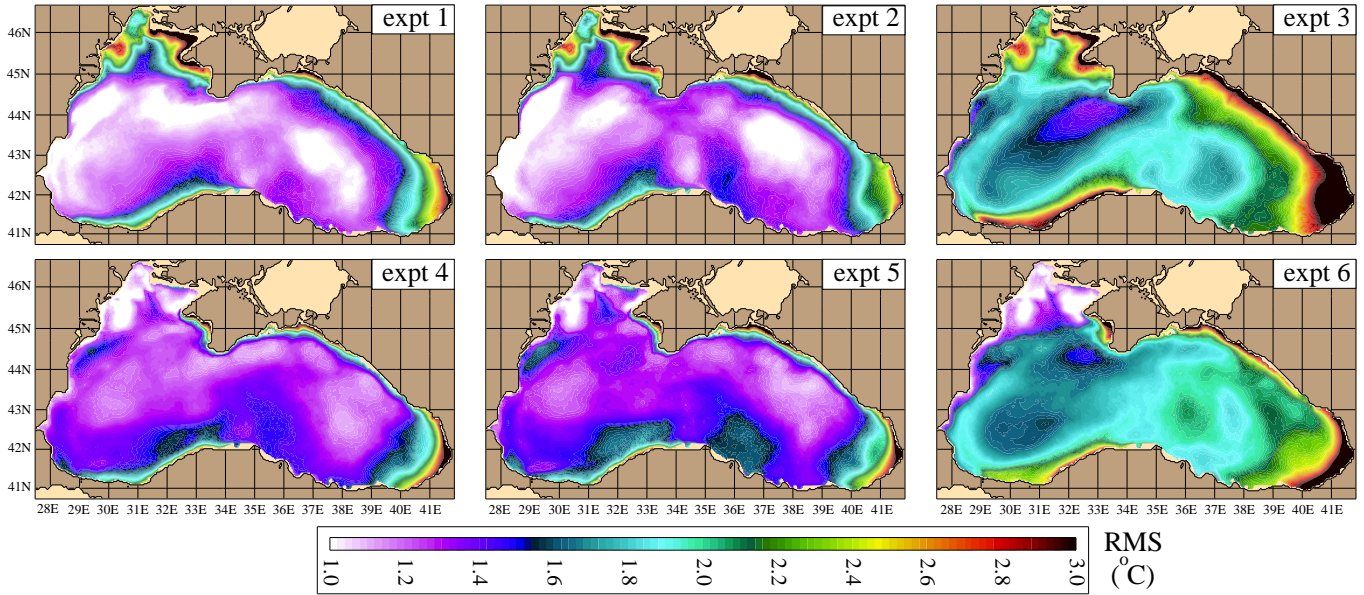 expt 1
expt 2
expt 3
46N
45N
44N
43N
42N
41N
expt 4
expt 5
expt 6
46N
45N
44N
43N
42N
41N
28E 29E 30E 31E 32E 33E 34E 35E 36E 37E 39E 40E 41E
28E 29E 30E 31E 32E 33E 34E 35E 36E 37E 39E 40E 41E
28E 29E 30E 31E 32E 33E 34E 35E 36E 37E 39E 40E 41E
1.0 1.2 1.4 1.6 1.8 2.0 2.2 2.4 2.6 2.8 3.0
RMS
(°C)